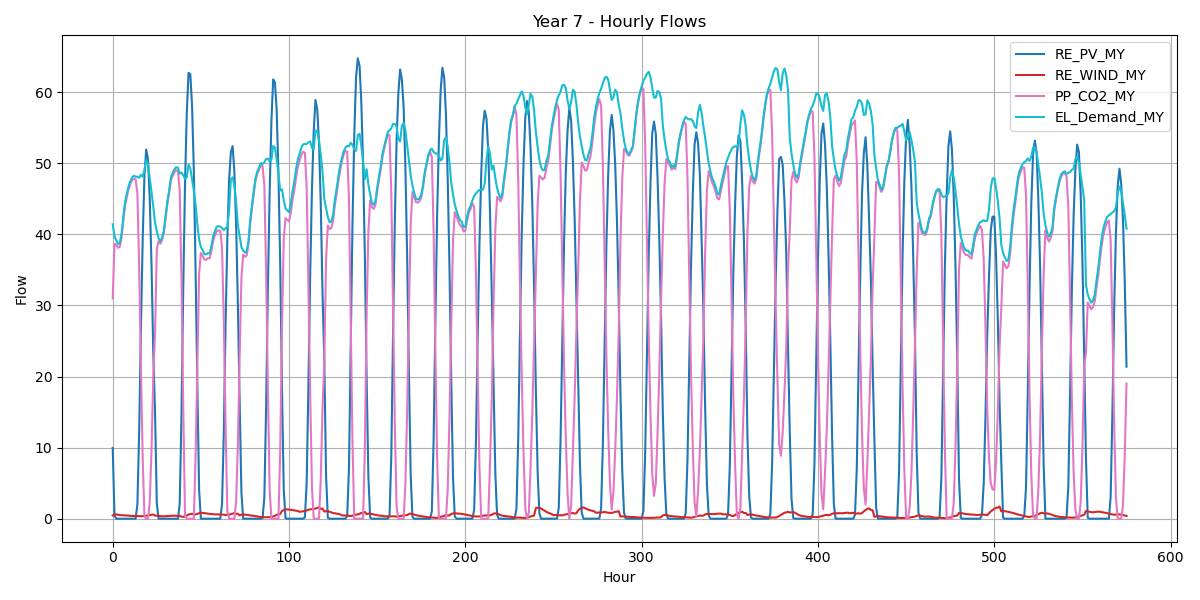 Year 7 - Hourly Flows
RE_PV_MY
RE_WIND_MY
PP_CO2_MY
EL_Demand_MY
Flow
60
50
40
30
20
10
0
0 100 200 300 400 500 600
Hour